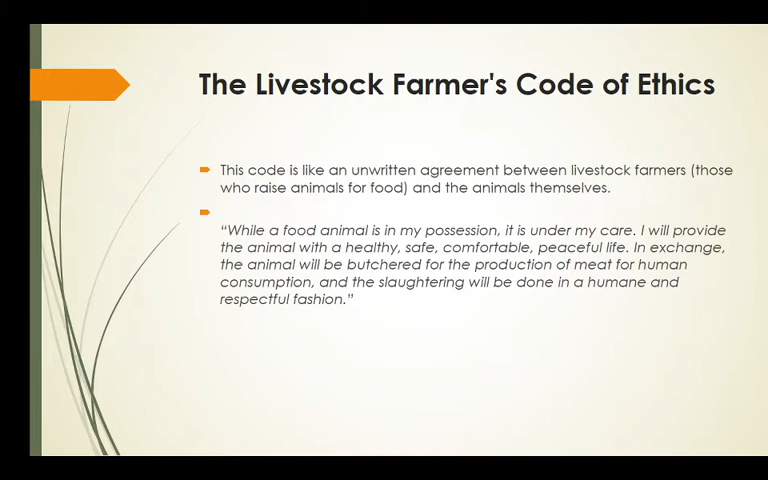 The Livestock Farmer's Code of Ethics
This code is like an unwritten agreement between livestock farmers (those
who raise animals for food) and the animals themselves.
“While a food animal is in my possession, it is under my care. I will provide
the animal with a healthy, safe, comfortable, peaceful life. In exchange,
the animal will be butchered for the production of meat for human
consumption, and the slaughtering will be done in a humane and
respectful fashion.”